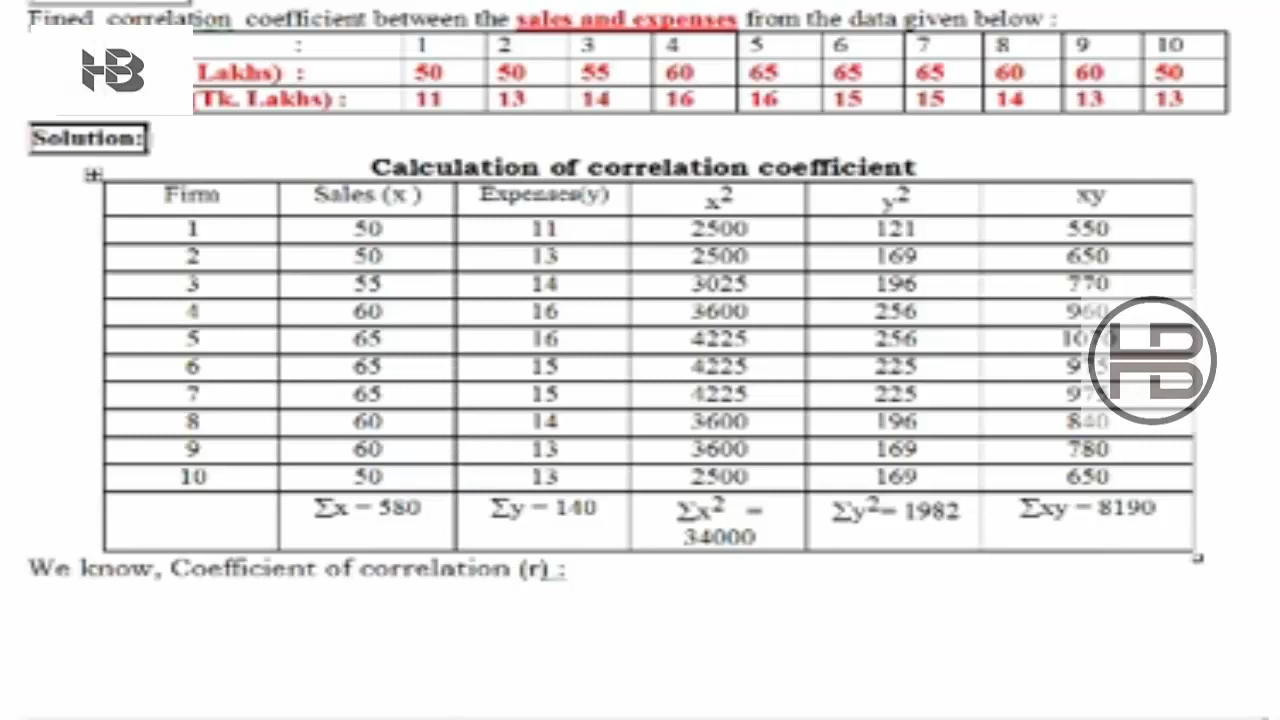 Fined correlation coefficient between the sales and expenses from the data given below :
: 1 2 3 4 5 6 7 8 9 10
HB Lakhs) : 50 50 55 60 65 65 65 60 60 50
(Tk. Lakhs) : 11 13 14 16 16 15 15 14 13 13
Solution:
Calculation of correlation coefficient
Firm Sales (x ) Expenses(y) x² y² xy
1 50 11 2500 121 550
2 50 13 2500 169 650
3 55 14 3025 196 770
4 60 16 3600 256 960
5 65 16 4225 256
6 65 15 4225 225
7 65 15 4225 225
8 60 14 3600 196 840
9 60 13 3600 169 780
10 50 13 2500 169 650
Σx = 580 Σy = 140 Σx² = Σy²= 1982 Σxy = 8190
34000
We know, Coefficient of correlation (r) :
HB